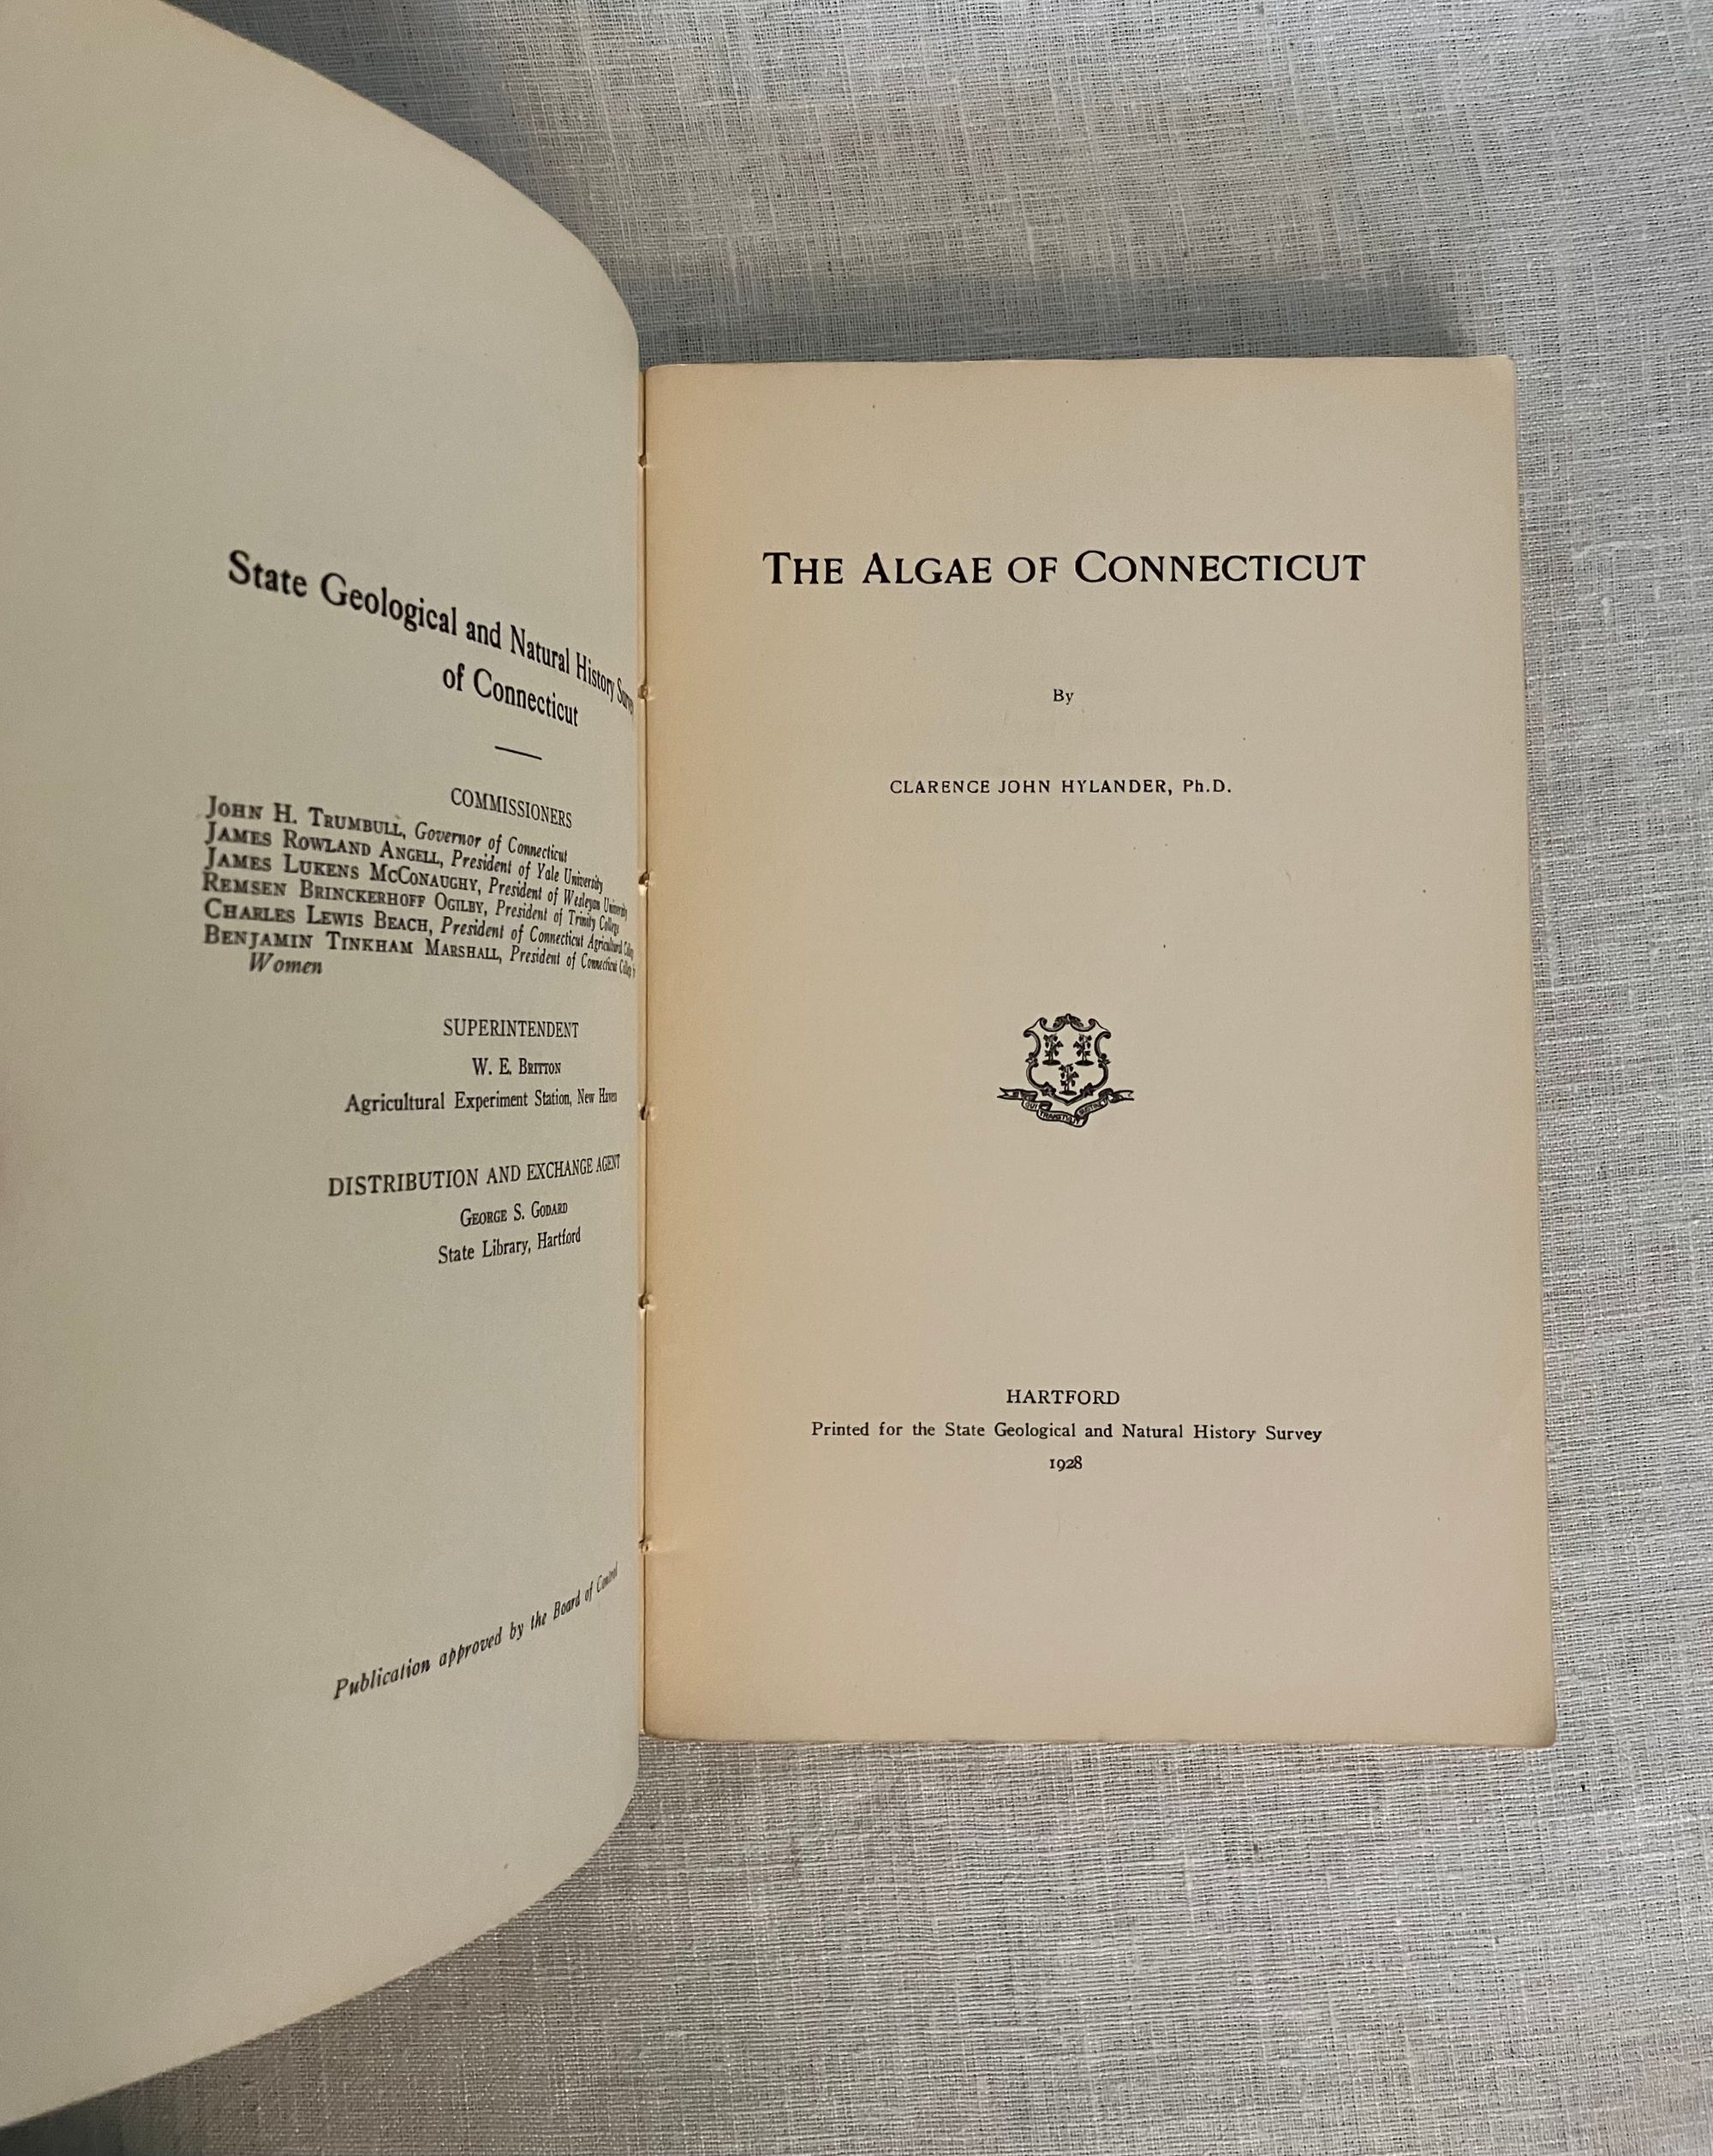 State Geological and Natural History Survey
of Connecticut
COMMISSIONERS
JOHN H. TRUMBULL, Governor of Connecticut
JAMES ROWLAND ANGELL, President of Yale University
JAMES LUKENS MCCONAUGHY, President of Wesleyan University
REMSEN BRINCKERHOFF OGILBY, President of Trinity College
CHARLES LEWIS BEACH, President of Connecticut Agricultural College
BENJAMIN TINKHAM MARSHALL, President of Connecticut College for
Women
SUPERINTENDENT
W. E. BRITTON
Agricultural Experiment Station, New Haven
DISTRIBUTION AND EXCHANGE AGENT
GEORGE S. GODARD
State Library, Hartford
Publication approved by the Board of Control
THE ALGAE OF CONNECTICUT
By
CLARENCE JOHN HYLANDER, Ph.D.
QUI TRANSTULIT SUSTINET
HARTFORD
Printed for the State Geological and Natural History Survey
1928